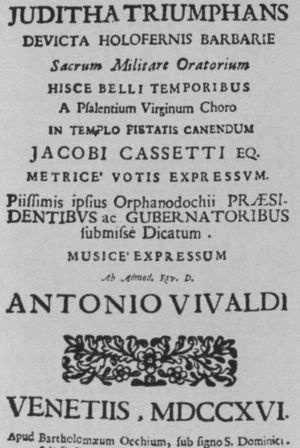 JUDITHA TRIUMPHANS
DEVICTA HOLOFERNIS BARBARIE
Sacrum Militare Oratorium
HISCE BELLI TEMPORIBUS
A Psalentium Virginum Choro
IN TEMPLO PIETATIS CANENDUM
JACOBI CASSETTI EQ.
METRICE' VOTIS EXPRESSVM.
Piissimis ipsius Orphanodochii PRÆSI-
DENTIBVS ac GUBERNATORIBUS
submissè Dicatum.
MUSICE' EXPRESSUM
Ab Admod. Rev. D.
ANTONIO VIVALDI
VENETIIS, MDCCXVI.
Apud Bartholomæum Occhium, sub signo S. Dominici.